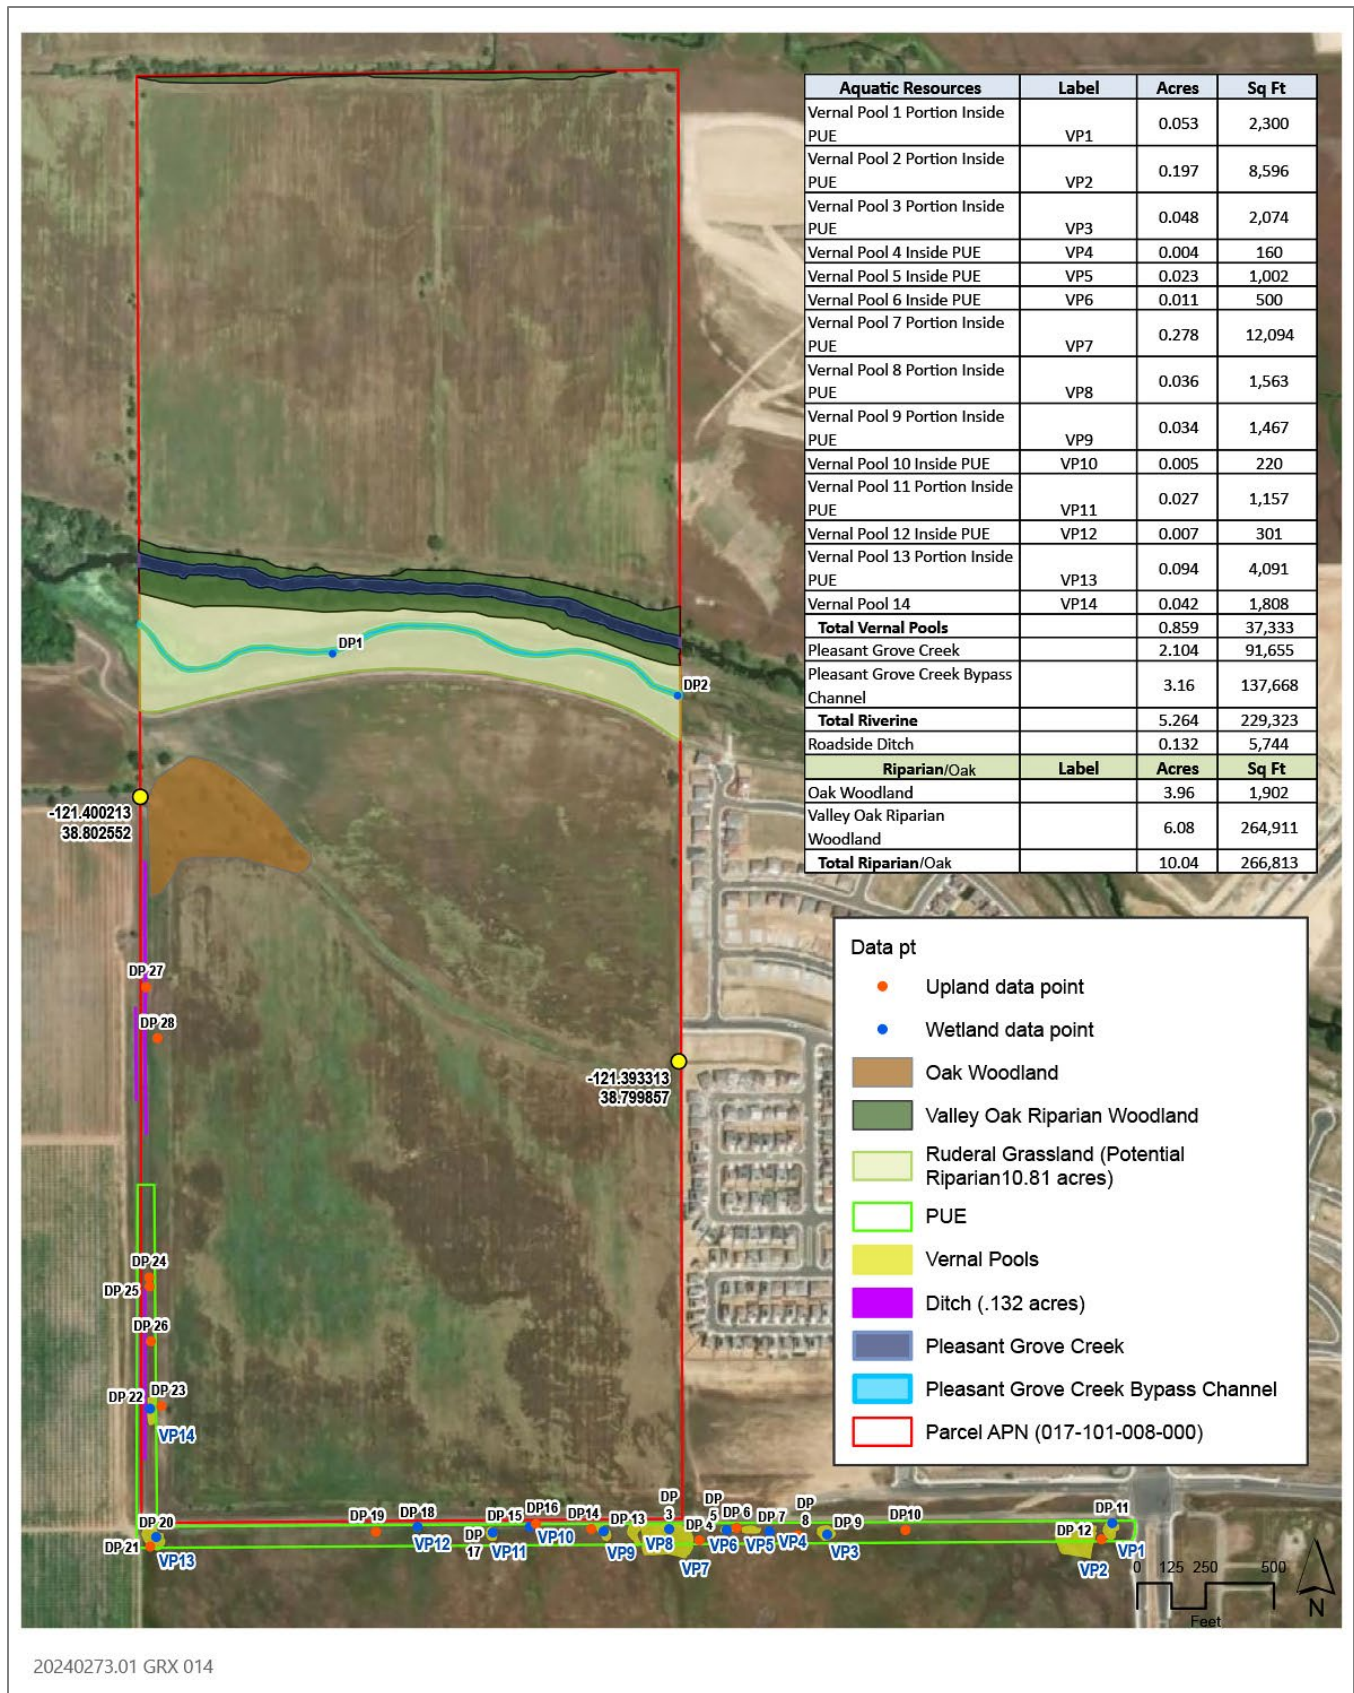 Aquatic Resources Label Acres Sq Ft
Vernal Pool 1 Portion Inside
PUE VP1 0.053 2,300
Vernal Pool 2 Portion Inside
PUE VP2 0.197 8,596
Vernal Pool 3 Portion Inside
PUE VP3 0.048 2,074
Vernal Pool 4 Inside PUE VP4 0.004 160
Vernal Pool 5 Inside PUE VP5 0.023 1,002
Vernal Pool 6 Inside PUE VP6 0.011 500
Vernal Pool 7 Portion Inside
PUE VP7 0.278 12,094
Vernal Pool 8 Portion Inside
PUE VP8 0.036 1,563
Vernal Pool 9 Portion Inside
PUE VP9 0.034 1,467
Vernal Pool 10 Inside PUE VP10 0.005 220
Vernal Pool 11 Portion Inside
PUE VP11 0.027 1,157
Vernal Pool 12 Inside PUE VP12 0.007 301
Vernal Pool 13 Portion Inside
PUE VP13 0.094 4,091
Vernal Pool 14 VP14 0.042 1,808
Total Vernal Pools 0.859 37,333
Pleasant Grove Creek 2.104 91,655
Pleasant Grove Creek Bypass
Channel 3.16 137,668
Total Riverine 5.264 229,323
Roadside Ditch 0.132 5,744
Riparian/Oak Label Acres Sq Ft
Oak Woodland 3.96 1,902
Valley Oak Riparian
Woodland 6.08 264,911
Total Riparian/Oak 10.04 266,813
DP1
DP2
-121.400213
38.802552
DP 27
DP 28
-121.393313
38.799857
Data pt
Upland data point
Wetland data point
Oak Woodland
Valley Oak Riparian Woodland
Ruderal Grassland (Potential
Riparian10.81 acres)
PUE
Vernal Pools
Ditch (.132 acres)
Pleasant Grove Creek
Pleasant Grove Creek Bypass Channel
Parcel APN (017-101-008-000)
DP 24
DP 25
DP 26
DP 22
DP 23
VP14
DP 20
DP 21
VP13
DP 19
DP 18
VP12
DP 15
DP
17
VP11
DP16
VP10
DP14
DP 13
VP9
DP
3
VP8
DP 4
VP7
DP
5
DP 6
VP6
DP 7
VP5
DP
8
VP4
DP 9
VP3
DP10
DP 12
VP2
DP 11
VP1
0 125 250 500
Feet
N
20240273.01 GRX 014